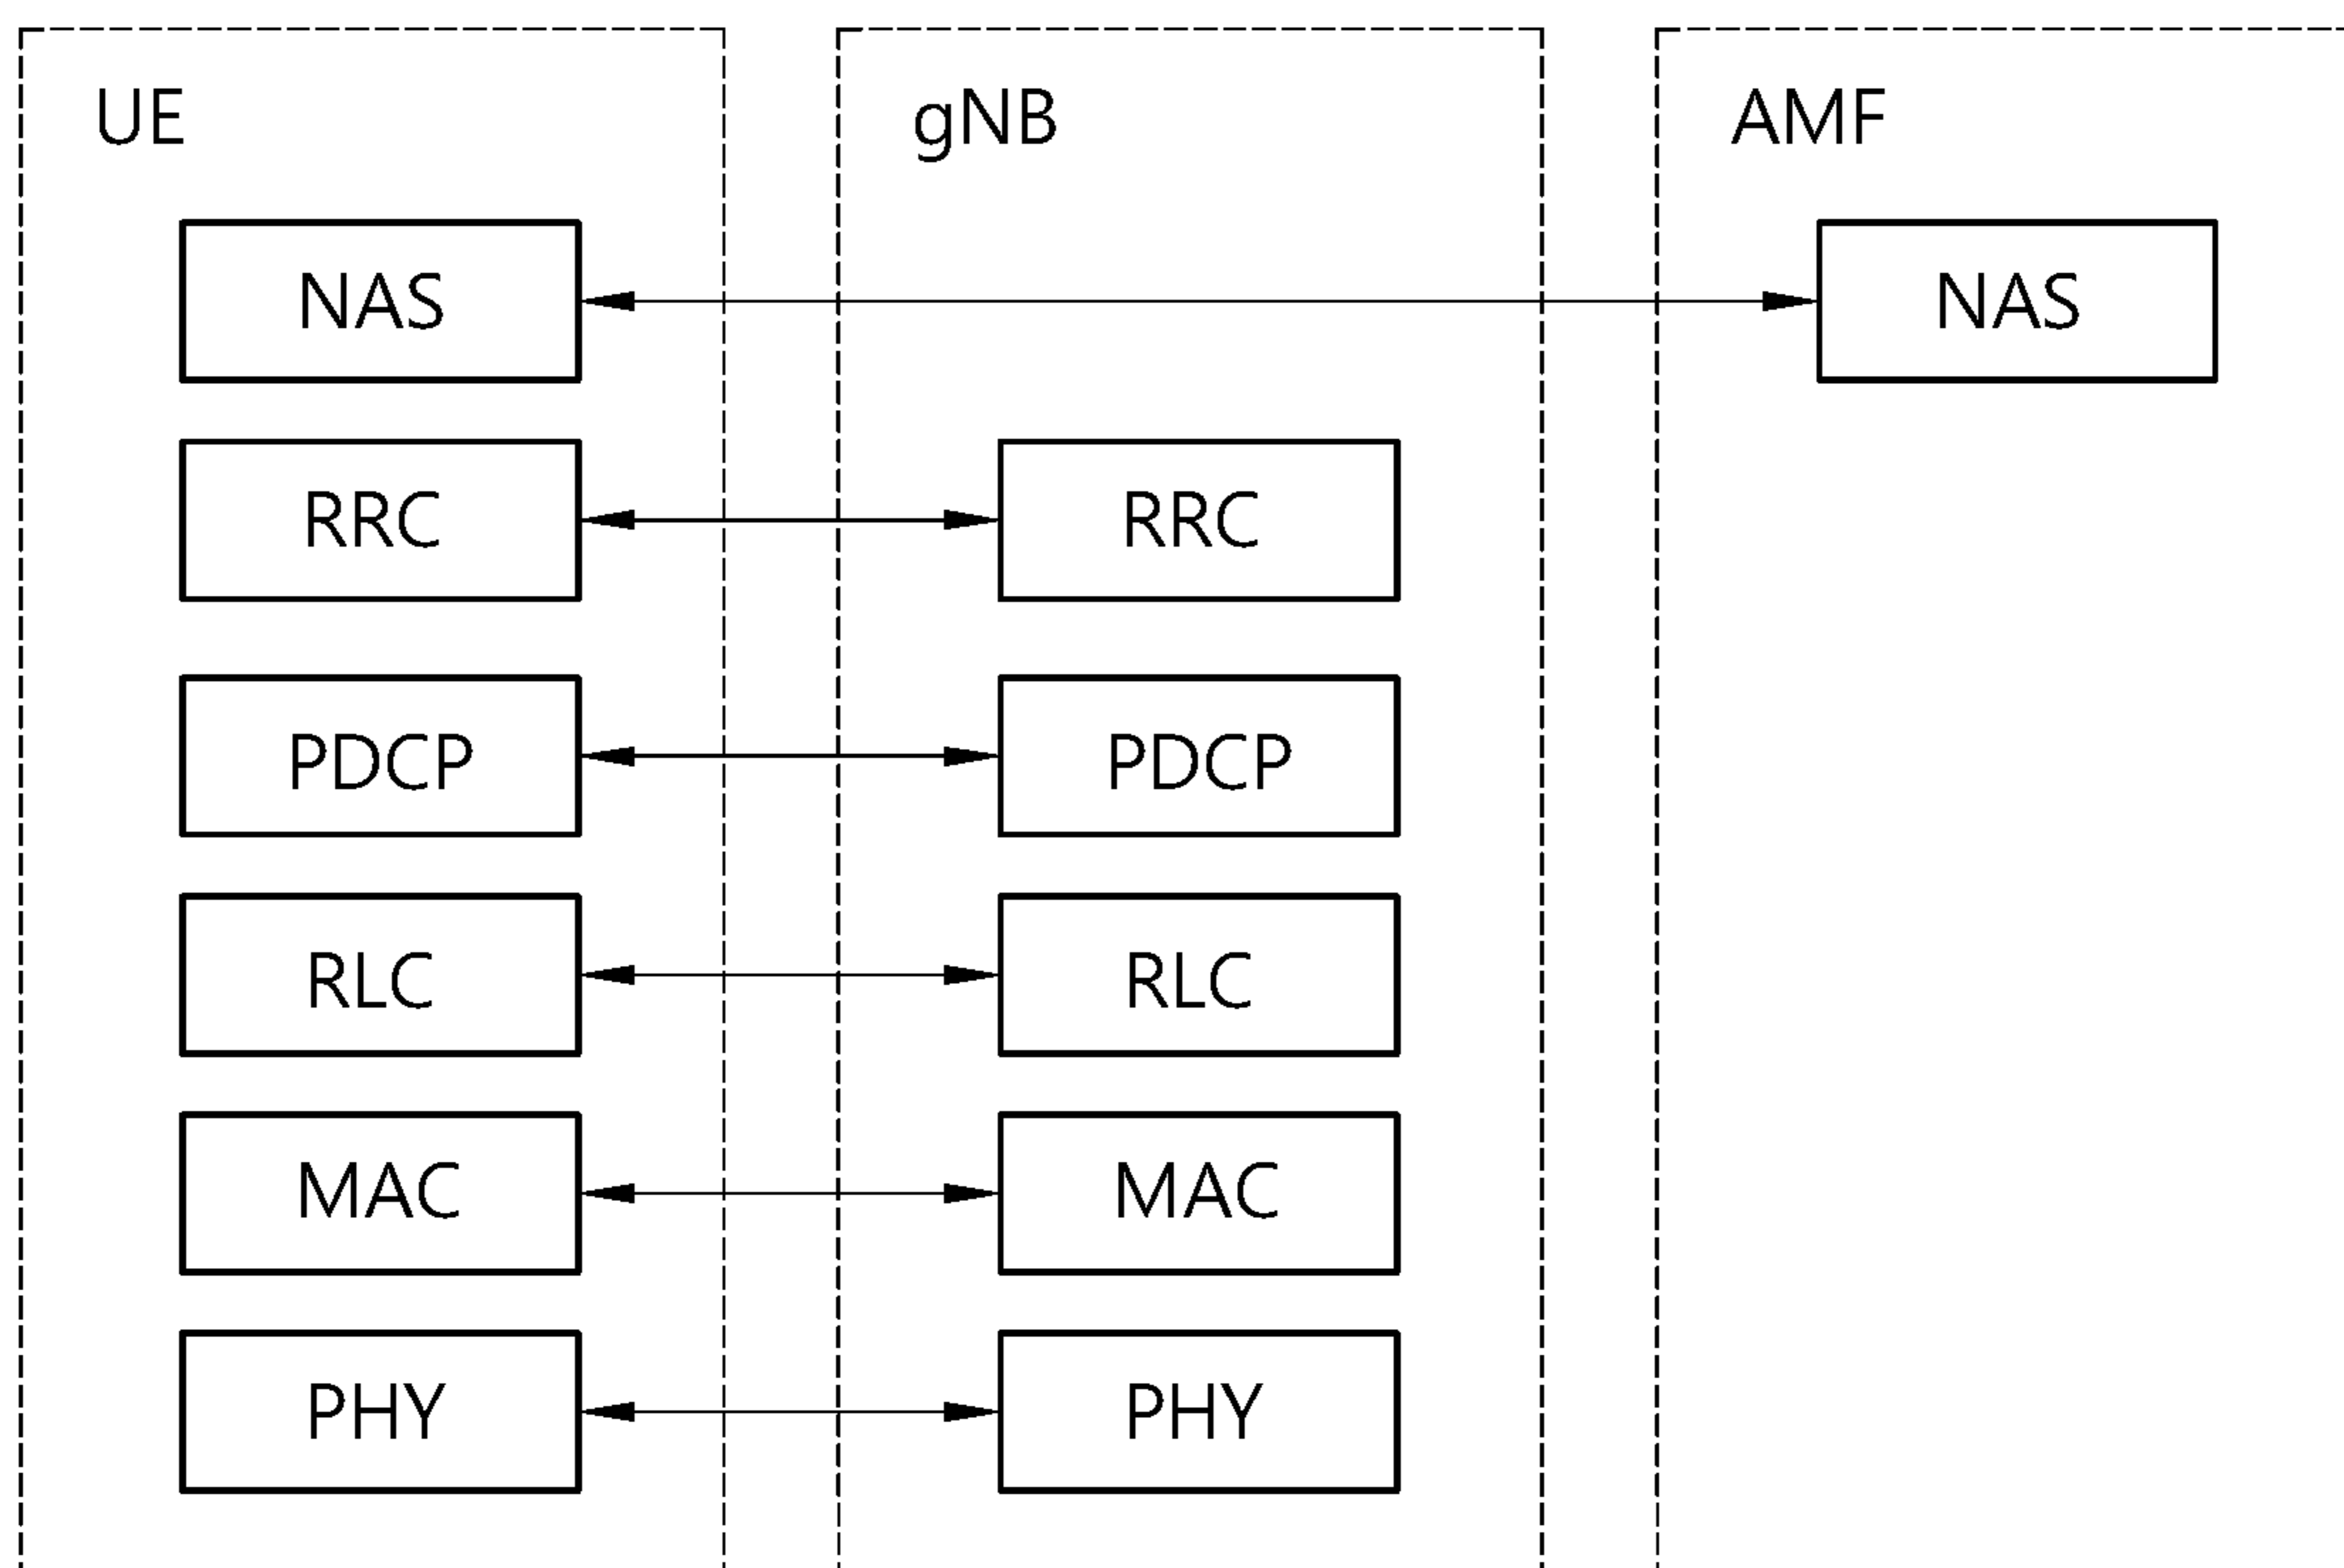 UE gNB AMF
NAS NAS
RRC RRC
PDCP PDCP
RLC RLC
MAC MAC
PHY PHY